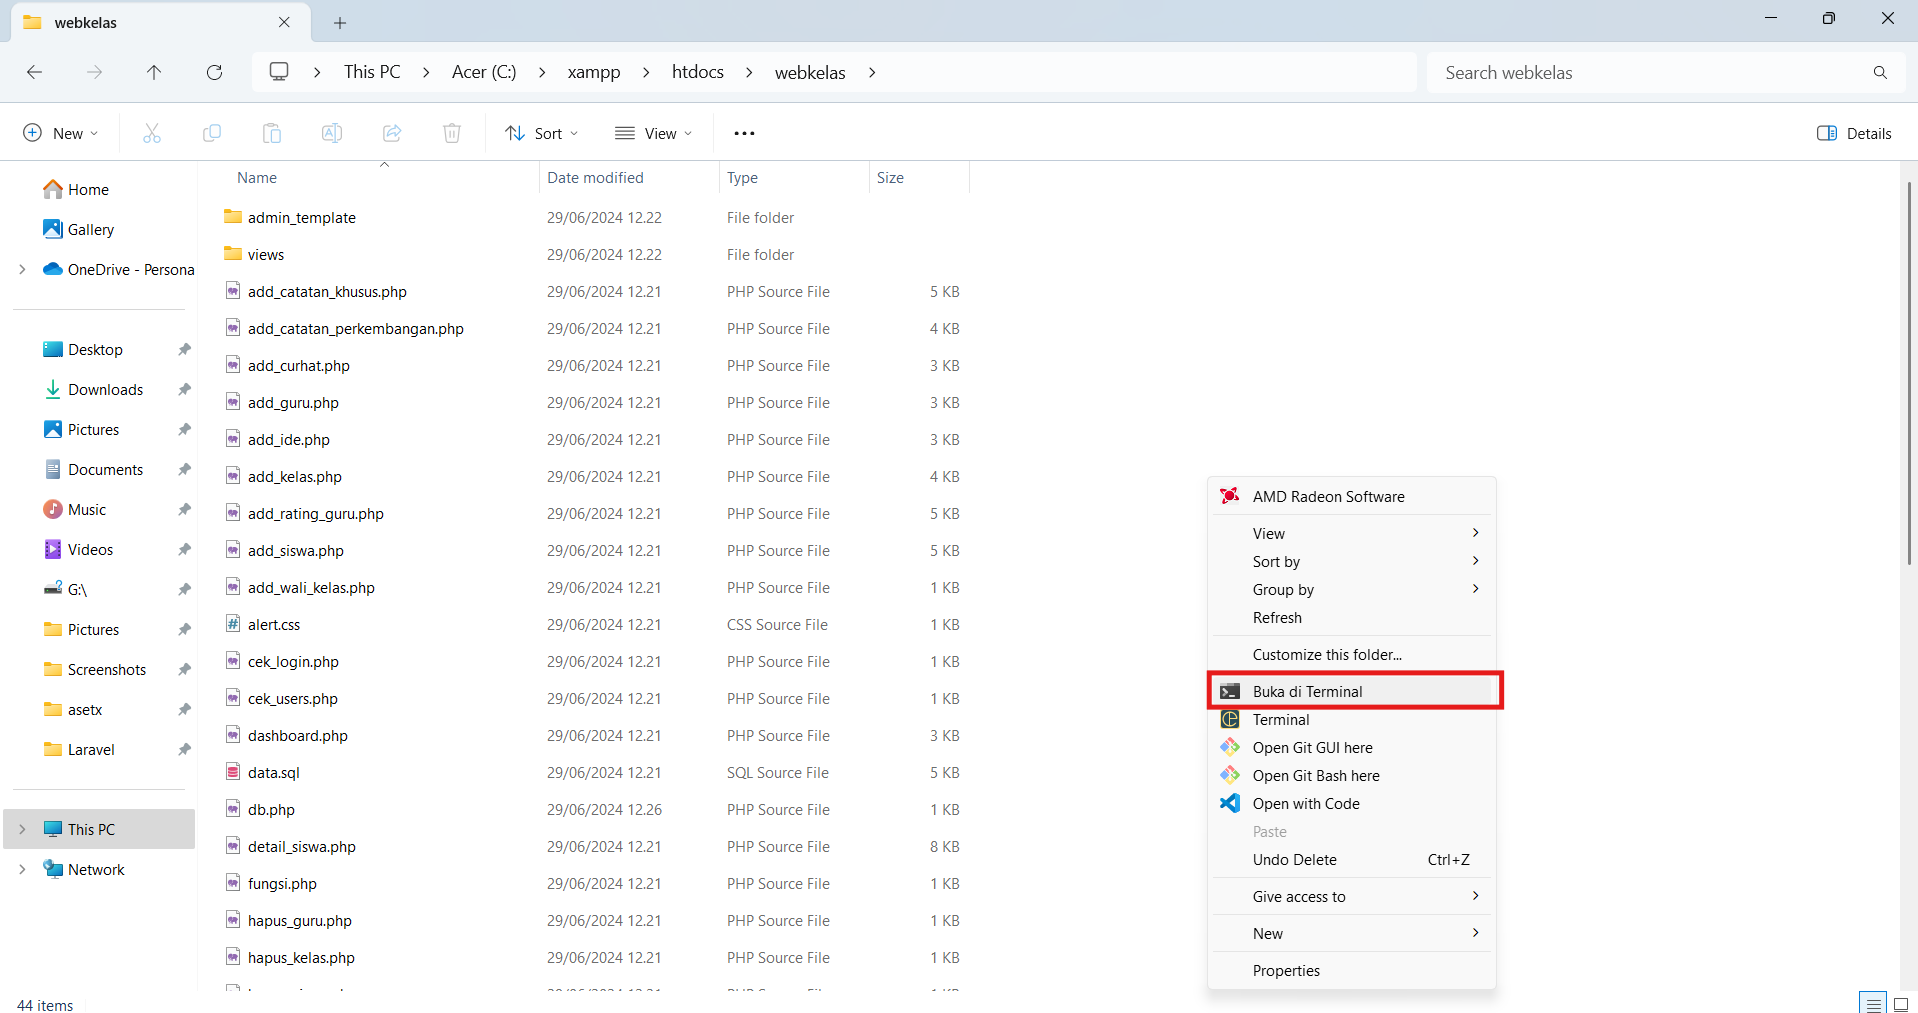 webkelas
This PC
Acer (C:)
xampp
htdocs
webkelas
Search webkelas
New
Sort
View
Details
Home
Gallery
OneDrive - Persona
Desktop
Downloads
Pictures
Documents
Music
Videos
G:\
Pictures
Screenshots
asetx
Laravel
This PC
Network
Name Date modified Type Size
admin_template 29/06/2024 12.22 File folder
views 29/06/2024 12.22 File folder
add_catatan_khusus.php 29/06/2024 12.21 PHP Source File 5 KB
add_catatan_perkembangan.php 29/06/2024 12.21 PHP Source File 4 KB
add_curhat.php 29/06/2024 12.21 PHP Source File 3 KB
add_guru.php 29/06/2024 12.21 PHP Source File 3 KB
add_ide.php 29/06/2024 12.21 PHP Source File 3 KB
add_kelas.php 29/06/2024 12.21 PHP Source File 4 KB
add_rating_guru.php 29/06/2024 12.21 PHP Source File 5 KB
add_siswa.php 29/06/2024 12.21 PHP Source File 5 KB
add_wali_kelas.php 29/06/2024 12.21 PHP Source File 1 KB
alert.css 29/06/2024 12.21 CSS Source File 1 KB
cek_login.php 29/06/2024 12.21 PHP Source File 1 KB
cek_users.php 29/06/2024 12.21 PHP Source File 1 KB
dashboard.php 29/06/2024 12.21 PHP Source File 3 KB
data.sql 29/06/2024 12.21 SQL Source File 5 KB
db.php 29/06/2024 12.26 PHP Source File 1 KB
detail_siswa.php 29/06/2024 12.21 PHP Source File 8 KB
fungsi.php 29/06/2024 12.21 PHP Source File 1 KB
hapus_guru.php 29/06/2024 12.21 PHP Source File 1 KB
hapus_kelas.php 29/06/2024 12.21 PHP Source File 1 KB
AMD Radeon Software
View
Sort by
Group by
Refresh
Customize this folder...
Buka di Terminal
Terminal
Open Git GUI here
Open Git Bash here
Open with Code
Paste
Undo Delete Ctrl+Z
Give access to
New
Properties
44 items